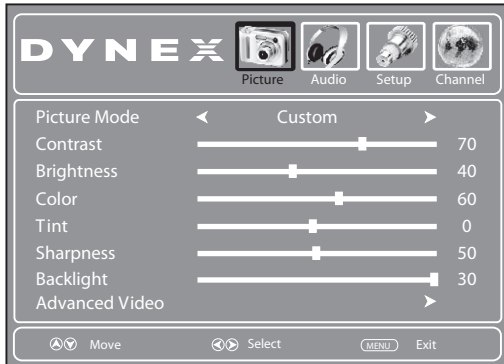 DYNEX
Picture Audio Setup Channel
Picture Mode Custom
Contrast 70
Brightness 40
Color 60
Tint 0
Sharpness 50
Backlight 30
Advanced Video
Move Select MENU Exit